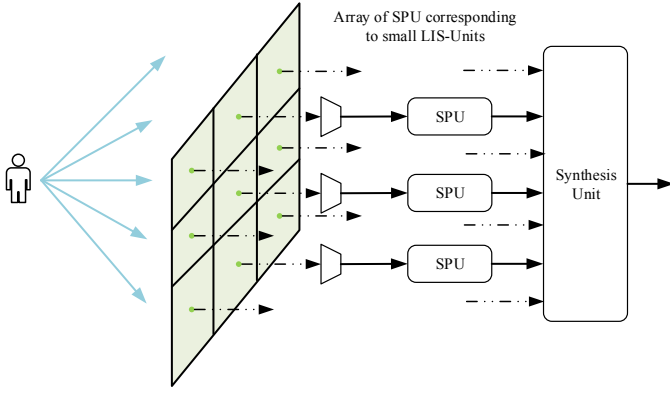 Array of SPU corresponding
to small LIS-Units
SPU
SPU
SPU
Synthesis
Unit